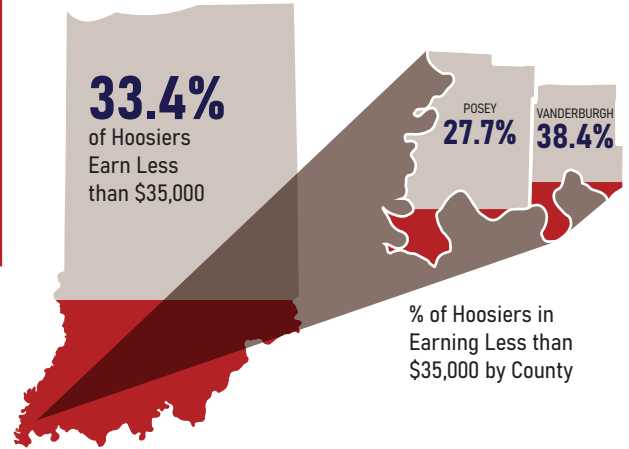 33.4%
of Hoosiers
Earn Less
than $35,000
POSEY
27.7%
VANDERBURGH
38.4%
% of Hoosiers in
Earning Less than
$35,000 by County